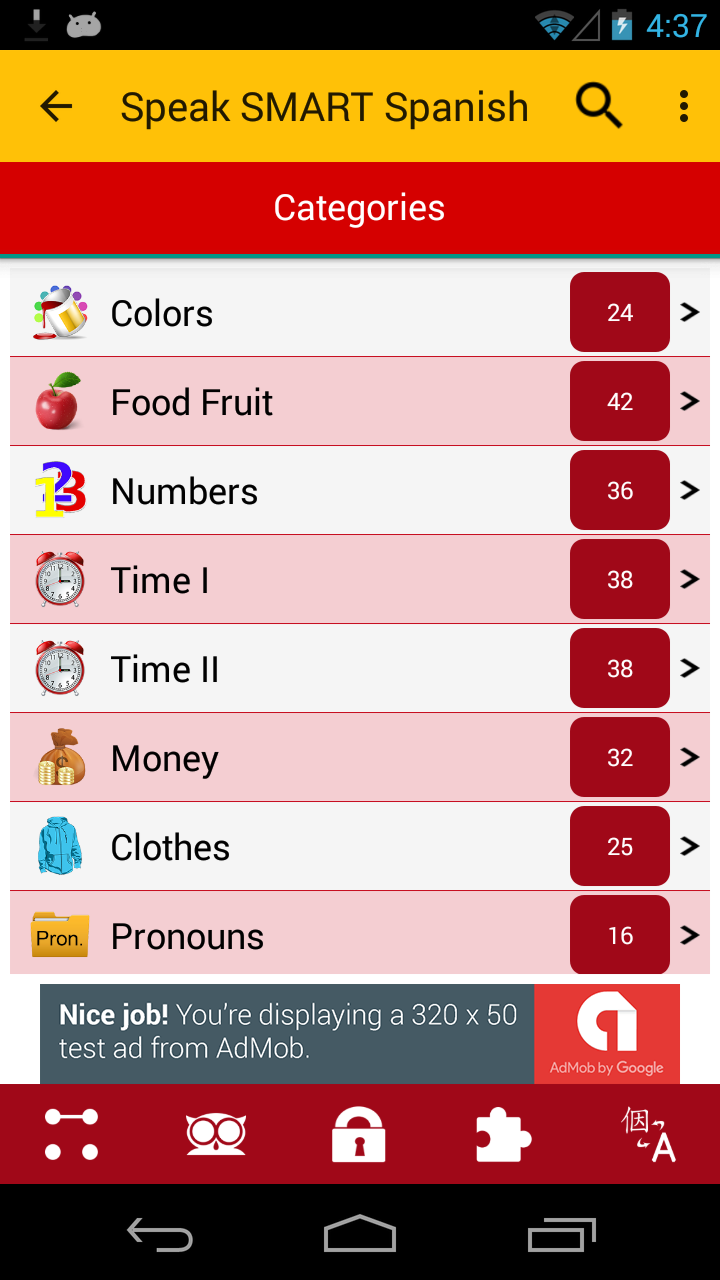 4:37
Speak SMART Spanish
Categories
Colors 24
Food Fruit 42
123 Numbers 36
Time I 38
Time II 38
Money 32
Clothes 25
Pron. Pronouns 16
Nice job! You're displaying a 320 x 50
test ad from AdMob.
AdMob by Google
個 A